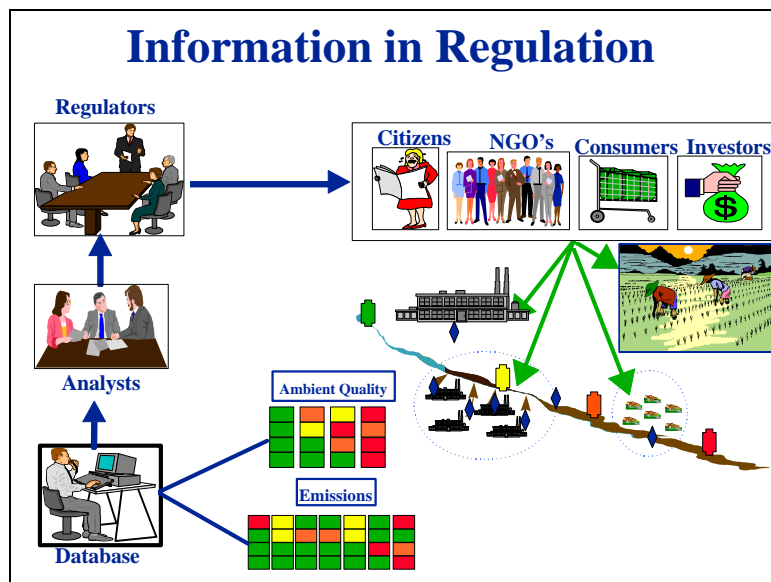 Information in Regulation
Regulators
Citizens
NGO's
Consumers
Investors
$
Analysts
Ambient Quality
Emissions
Database